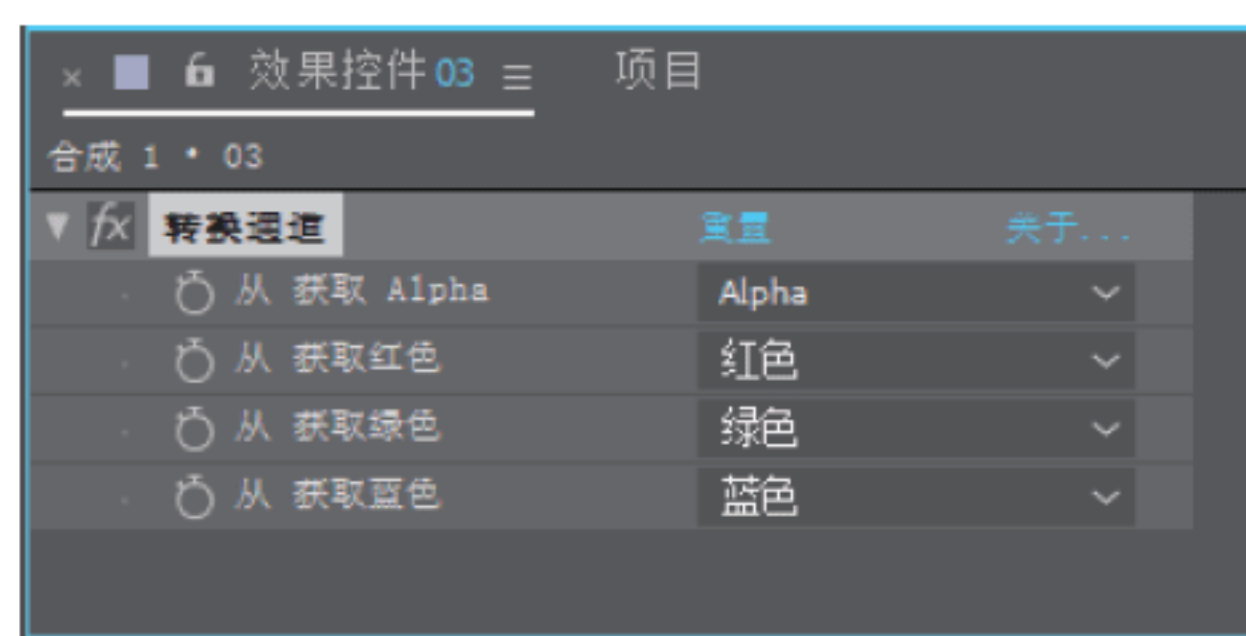 × 效果控件 03 ≡ 项目
合成 1 • 03
fx 转换通道 重置 关于...
从 获取 Alpha Alpha
从 获取红色 红色
从 获取绿色 绿色
从 获取蓝色 蓝色